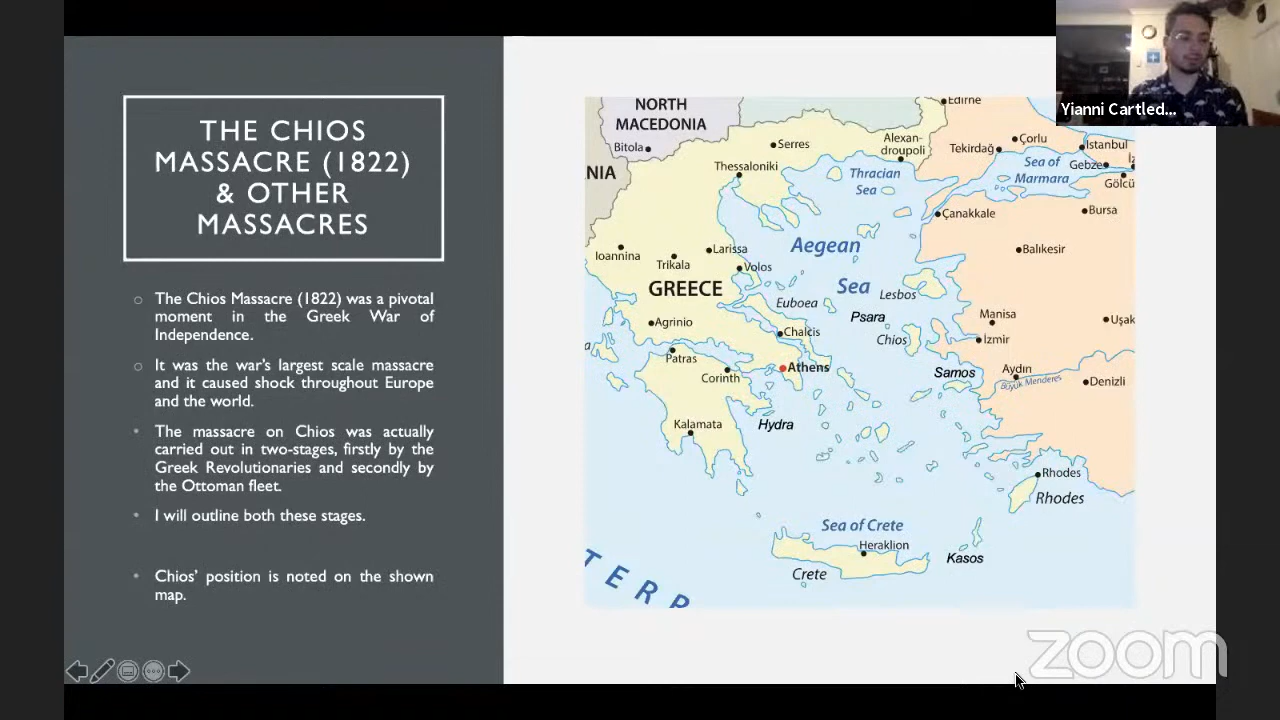 THE CHIOS
MASSACRE (1822)
& OTHER
MASSACRES
The Chios Massacre (1822) was a pivotal
moment in the Greek War of
Independence.
It was the war's largest scale massacre
and it caused shock throughout Europe
and the world.
The massacre on Chios was actually
carried out in two-stages, firstly by the
Greek Revolutionaries and secondly by
the Ottoman fleet.
I will outline both these stages.
Chios' position is noted on the shown
map.
NORTH
MACEDONIA
Bitola
NIA
Serres
Thessaloniki
Alexan-
droupoli
Edirne
Tekirdağ
Çorlu
Istanbul
Gebze
Gölcü
Sea of
Marmara
Thracian
Sea
Çanakkale
Bursa
Balıkesir
Ioannina
Trikala
Larissa
Volos
Aegean
Sea
GREECE
Euboea
Lesbos
Psara
Chios
Manisa
Uşak
İzmir
Agrinio
Chalcis
Patras
Corinth
Athens
Samos
Aydın
Büyük Menderes
Denizli
Kalamata
Hydra
Rhodes
Rhodes
Sea of Crete
Heraklion
Crete
Kasos
TERR
Yianni Cartled...
zoom